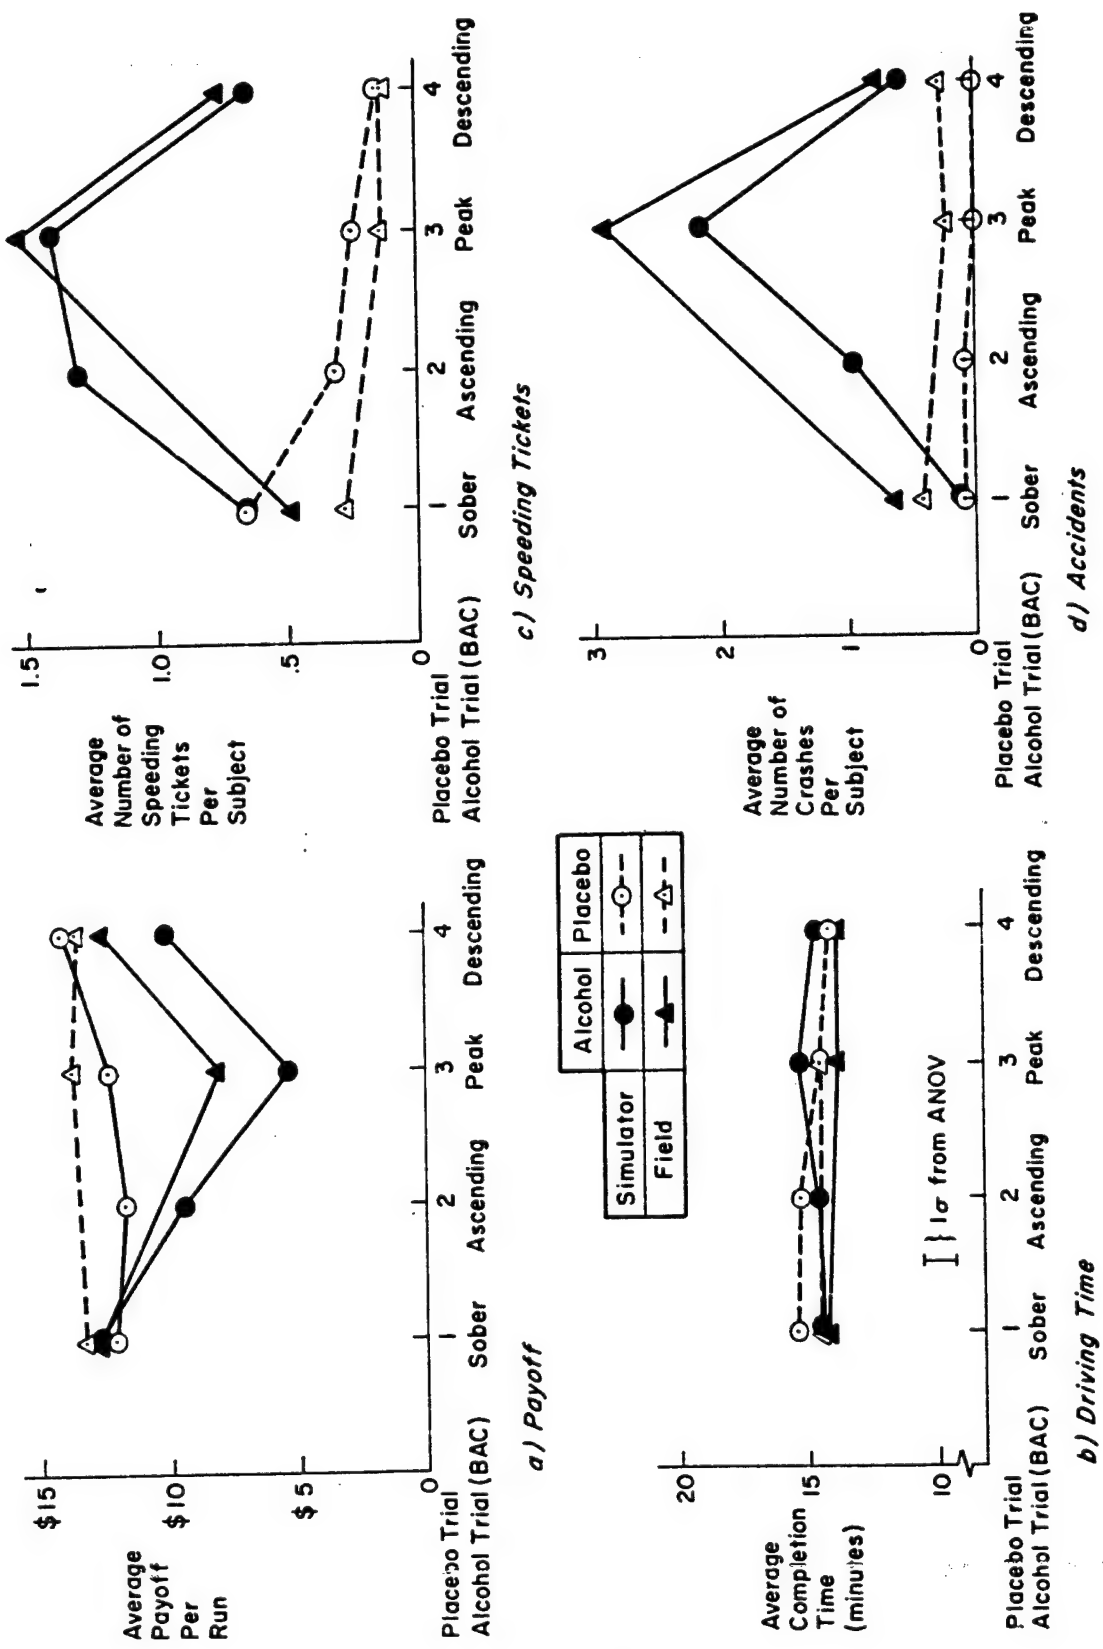 $15
$10
$5
0
Average
Payoff
Per
Run
Placebo Trial 1 2 3 4
Alcohol Trial (BAC) Sober Ascending Peak Descending
a) Payoff
1.5
1.0
.5
0
Average
Number of
Speeding
Tickets
Per
Subject
Placebo Trial 1 2 3 4
Alcohol Trial (BAC) Sober Ascending Peak Descending
c) Speeding Tickets
Alcohol Placebo
Simulator
Field
20
15
10
Average
Completion
Time
(minutes)
} 1σ from ANOV
Placebo Trial 1 2 3 4
Alcohol Trial (BAC) Sober Ascending Peak Descending
b) Driving Time
3
2
1
0
Average
Number of
Crashes
Per
Subject
Placebo Trial 1 2 3 4
Alcohol Trial (BAC) Sober Ascending Peak Descending
d) Accidents